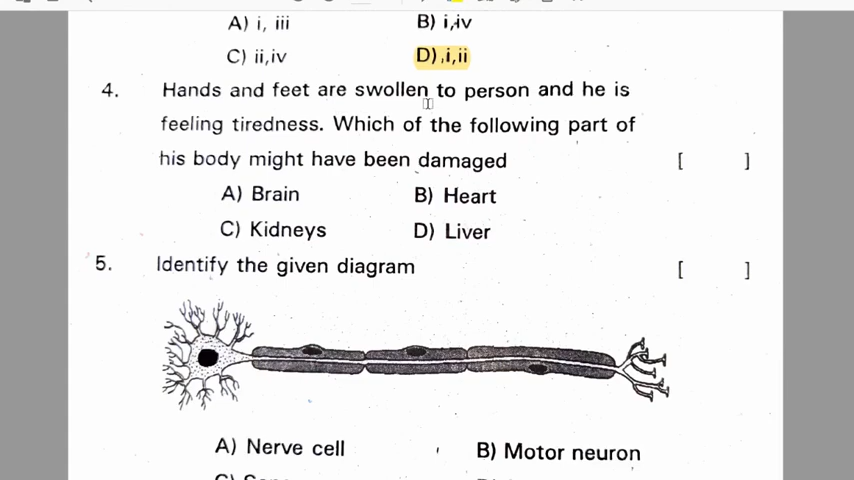 A) i, iii B) i,iv
C) ii,iv D) ,i,ii
4. Hands and feet are swollen to person and he is
feeling tiredness. Which of the following part of
his body might have been damaged [ ]
A) Brain B) Heart
C) Kidneys D) Liver
5. Identify the given diagram [ ]
A) Nerve cell B) Motor neuron